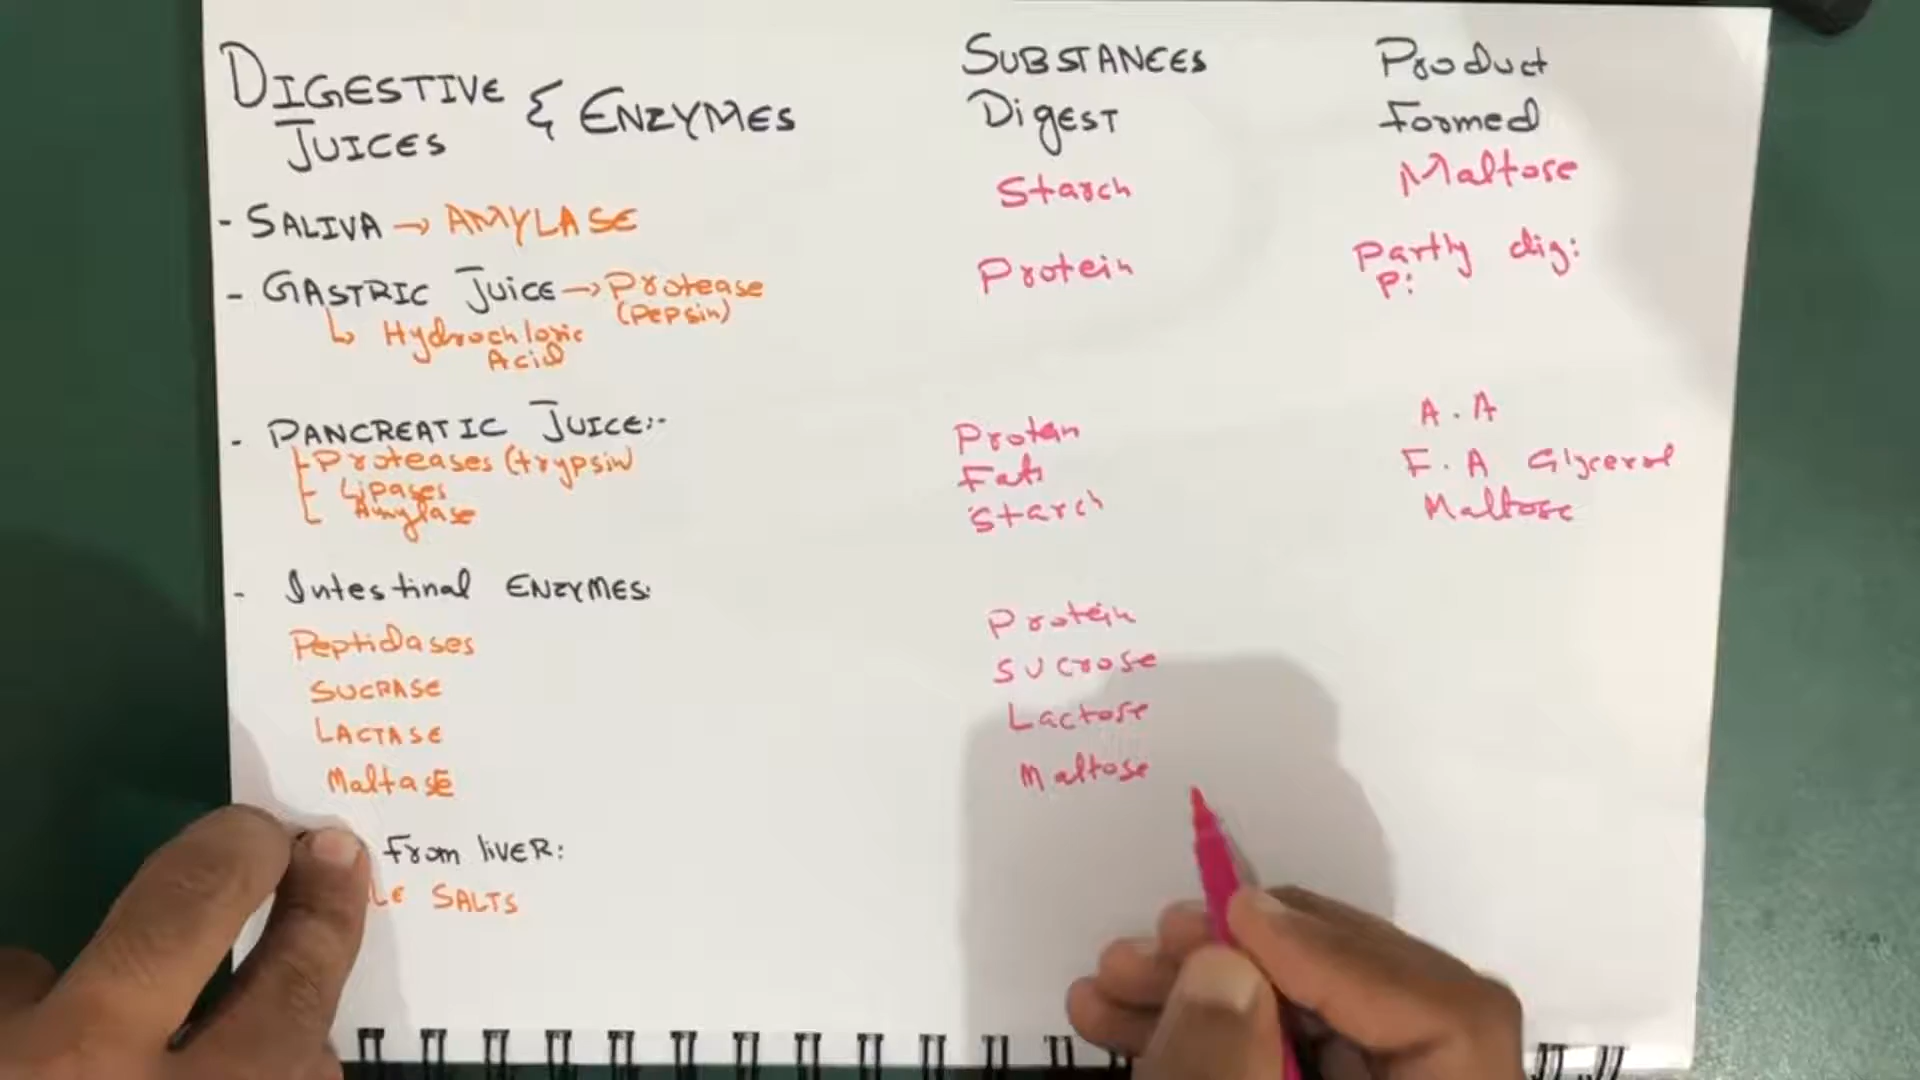 DIGESTIVE JUICES & ENZYMES
SUBSTANCES DIGEST
Product Formed
- SALIVA → AMYLASE
Starch
Maltose
- GASTRIC JUICE → Protease (Pepsin)
↳ Hydrochloric Acid
Protein
Partly dig: P:
- PANCREATIC JUICE:-
Proteases (trypsin)
Protein
A.A
Lipases
Fats
F.A Glycerol
Amylase
Starch
Maltose
- Intestinal ENZYMES:
Peptidases
Protein
SUCRASE
Sucrose
LACTASE
Lactose
MaltasE
Maltose
From liVER:
LE SALTS